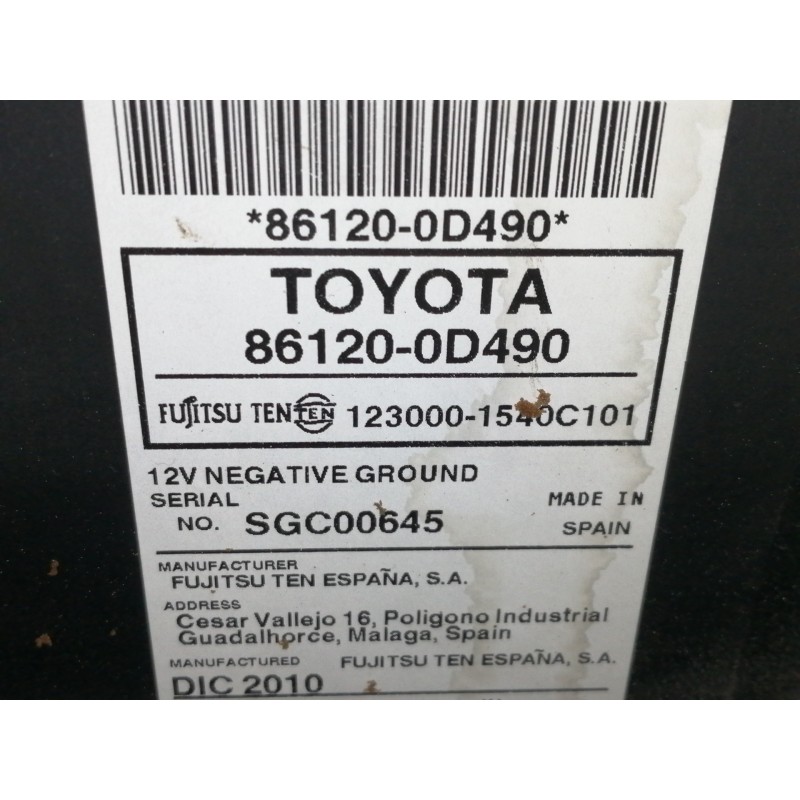 *86120-0D490*
TOYOTA
86120-0D490
FUJITSU TEN TEN 123000-1540C101
12V NEGATIVE GROUND
SERIAL MADE IN
NO. SGC00645 SPAIN
MANUFACTURER
FUJITSU TEN ESPAÑA, S.A.
ADDRESS
Cesar Vallejo 16, Poligono Industrial
Guadalhorce, Malaga, Spain
MANUFACTURED FUJITSU TEN ESPAÑA, S.A.
DIC 2010